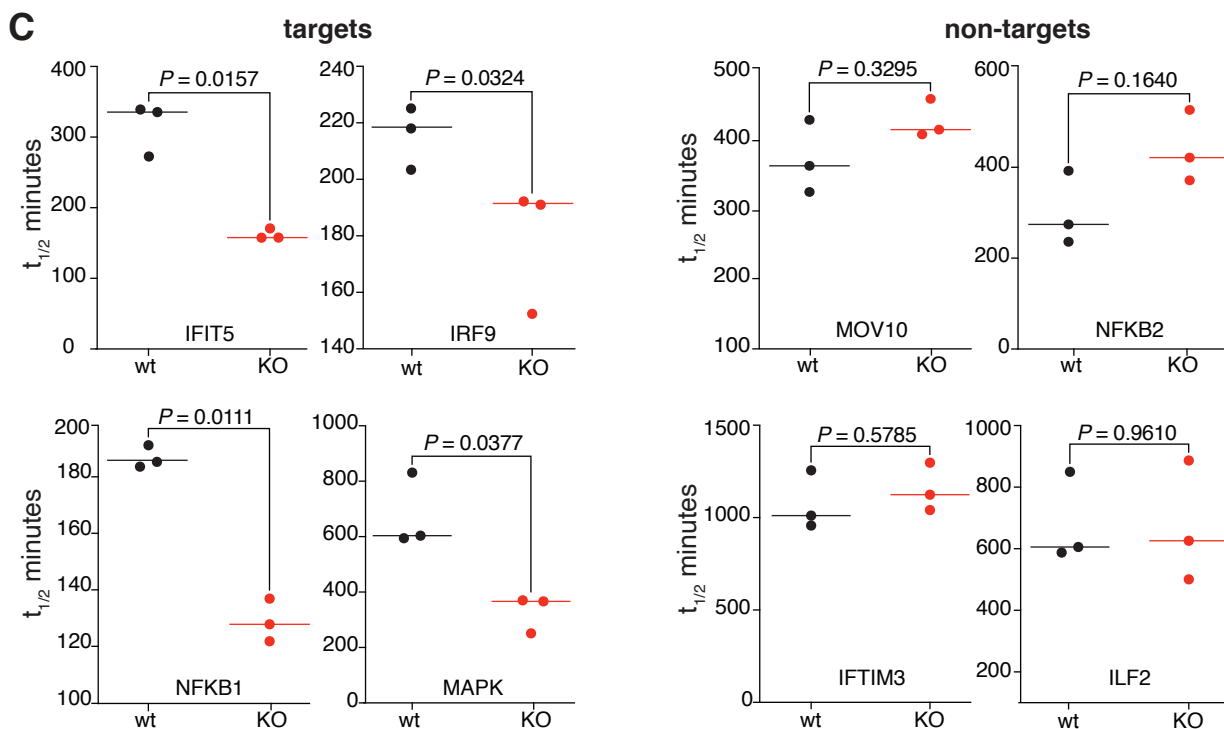 C
targets
non-targets
400
300
200
100
0
t1/2 minutes
P = 0.0157
IFIT5
wt
KO
240
220
200
180
160
140
P = 0.0324
IRF9
wt
KO
500
400
300
200
100
t1/2 minutes
P = 0.3295
MOV10
wt
KO
600
400
200
0
P = 0.1640
NFKB2
wt
KO
200
180
160
140
120
100
t1/2 minutes
P = 0.0111
NFKB1
wt
KO
1000
800
600
400
200
0
P = 0.0377
MAPK
wt
KO
1500
1000
500
0
t1/2 minutes
P = 0.5785
IFTIM3
wt
KO
1000
800
600
400
200
P = 0.9610
ILF2
wt
KO